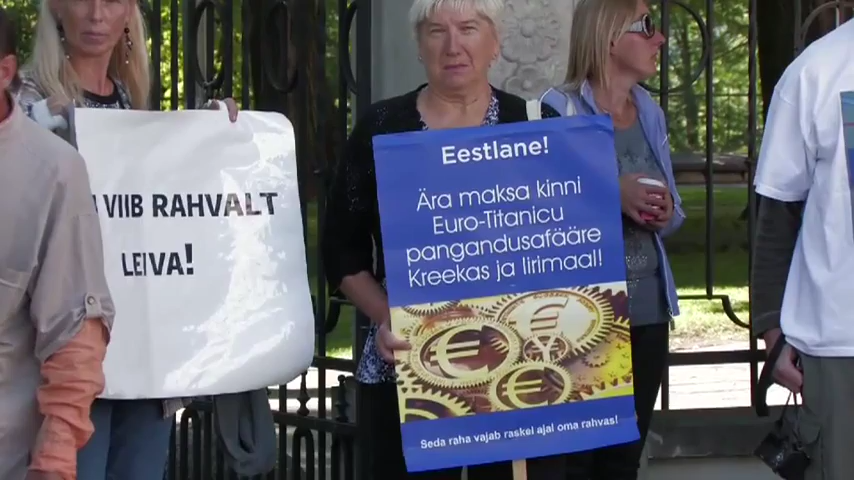 VIIB RAHVALT
LEIVA!
Eestlane!
Ära maksa kinni
Euro-Titanicu
pangandusafääre
Kreekas ja Iirimaal!
Seda raha vajab raskel ajal oma rahvas!